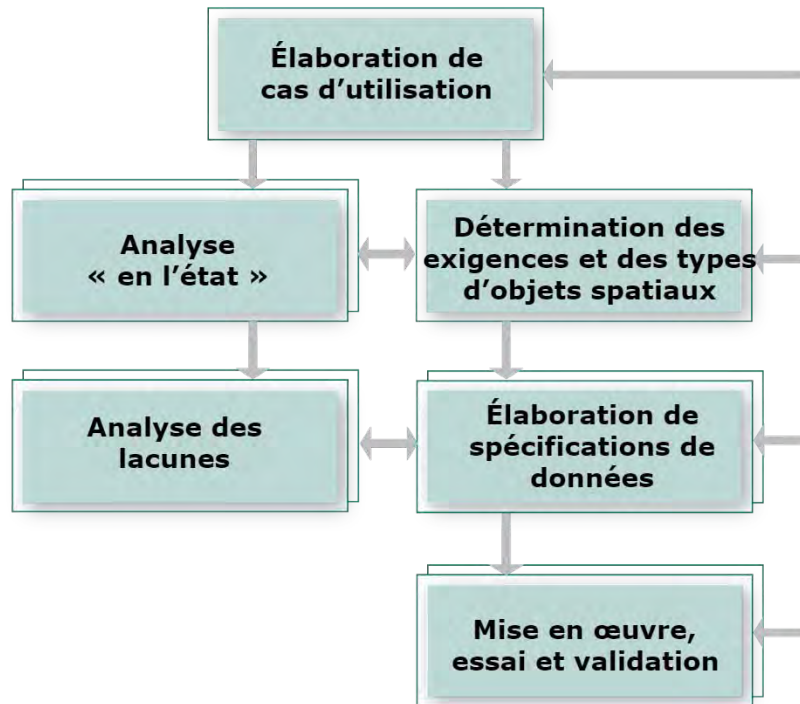 Élaboration de
cas d’utilisation
Analyse
« en l’état »
Détermination des
exigences et des types
d’objets spatiaux
Analyse des
lacunes
Élaboration de
spécifications de
données
Mise en œuvre,
essai et validation